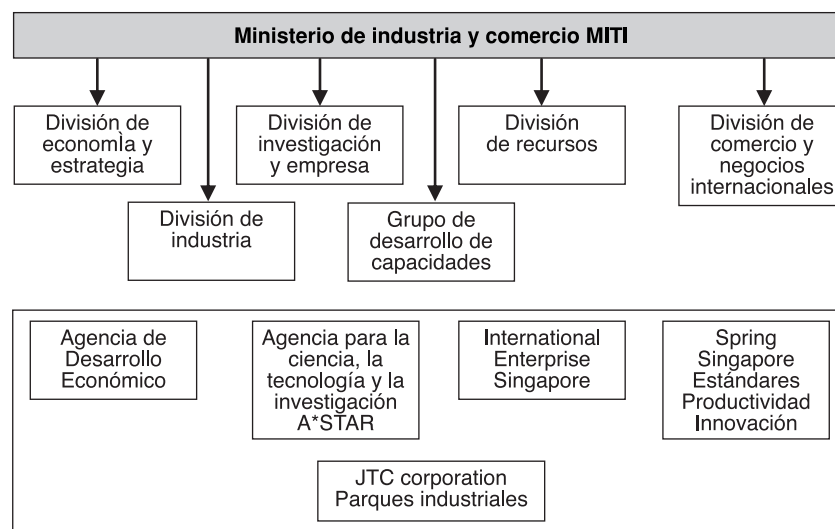 Ministerio de industria y comercio MITI
División de
economìa y
estrategia
División de
investigación
y empresa
División
de recursos
División de
comercio y
negocios
internacionales
División de
industria
Grupo de
desarrollo de
capacidades
Agencia de
Desarrollo
Económico
Agencia para la
ciencia, la
tecnología y la
investigación
A*STAR
International
Enterprise
Singapore
Spring
Singapore
Estándares
Productividad
Innovación
JTC corporation
Parques industriales